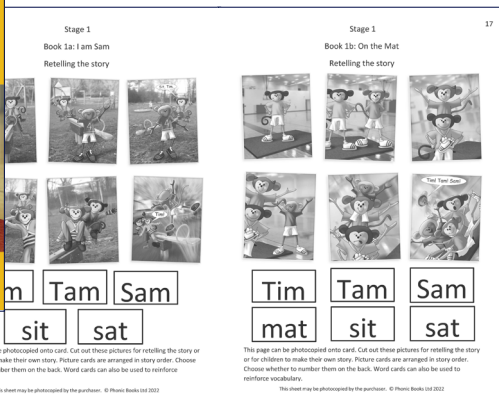 Stage 1
Book 1a: I am Sam
Retelling the story
Sit Tim.
Tim!
m
Tam
Sam
sit
sat
e photocopied onto card. Cut out these pictures for retelling the story or
make their own story. Picture cards are arranged in story order. Choose
ber them on the back. Word cards can also be used to reinforce
s sheet may be photocopied by the purchaser. © Phonic Books Ltd 2022
17
Stage 1
Book 1b: On the Mat
Retelling the story
Tim! Tam! Sam!
Tim
Tam
Sam
mat
sit
sat
This page can be photocopied onto card. Cut out these pictures for retelling the story
or for children to make their own story. Picture cards are arranged in story order.
Choose whether to number them on the back. Word cards can also be used to
reinforce vocabulary.
This sheet may be photocopied by the purchaser. © Phonic Books Ltd 2022